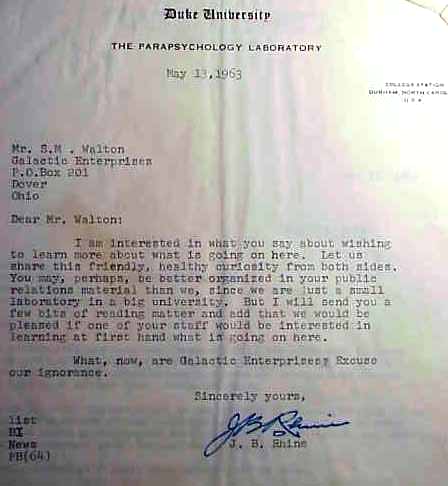 Duke University
THE PARAPSYCHOLOGY LABORATORY
May 13, 1963
COLLEGE STATION
DURHAM, NORTH CAROL
U.S.A.
Mr. S.M . Walton
Galactic Enterprises
P.O.Box 201
Dover
Ohio
Dear Mr. Walton:
I am interested in what you say about wishing
to learn more about what is going on here. Let us
share this friendly, healthy curiosity from both sides.
You may, perhaps, be better organized in your public
relations material than we, since we are just a small
laboratory in a big university. But I will send you a
few bits of reading matter and add that we would be
pleased if one of your staff would be interested in
learning at first hand what is going on here.
What, now, are Galactic Enterprises? Excuse
our ignorance.
Sincerely yours,
J B Rhine
J. B. Rhine
list
News
PB(64)